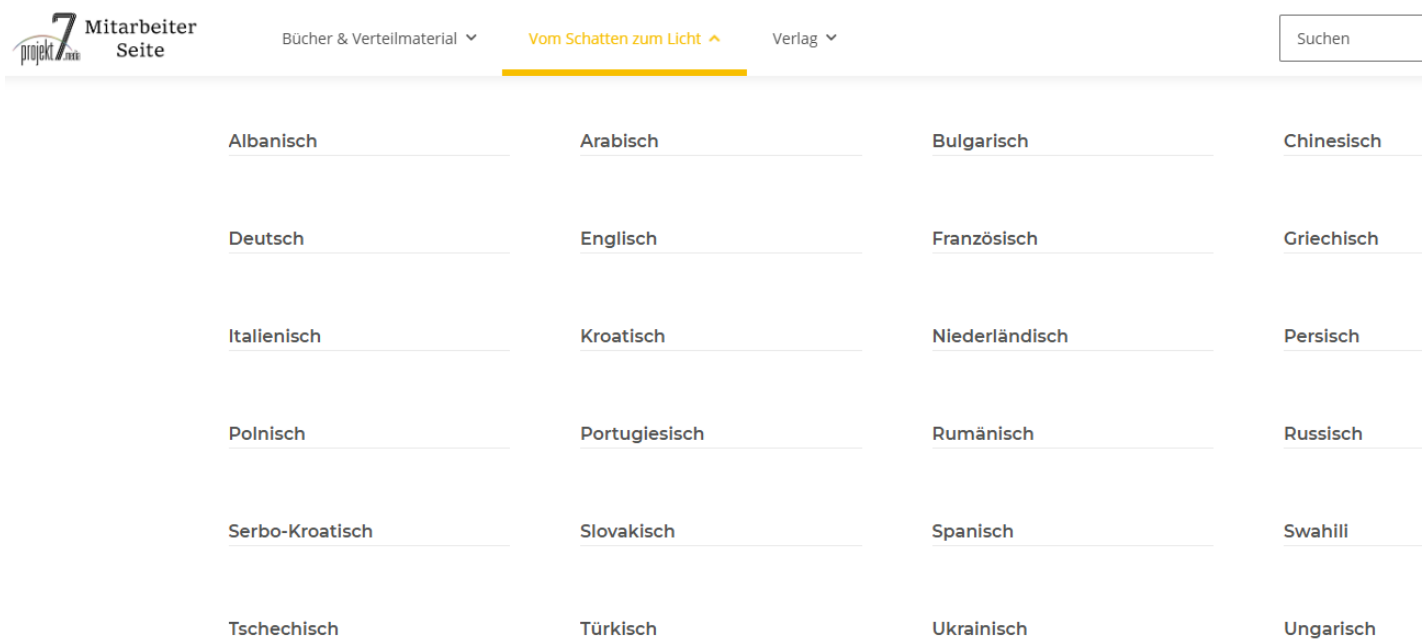 projekt 7 .media
Mitarbeiter
Seite
Bücher & Verteilmaterial
Vom Schatten zum Licht
Verlag
Suchen
Albanisch
Arabisch
Bulgarisch
Chinesisch
Deutsch
Englisch
Französisch
Griechisch
Italienisch
Kroatisch
Niederländisch
Persisch
Polnisch
Portugiesisch
Rumänisch
Russisch
Serbo-Kroatisch
Slovakisch
Spanisch
Swahili
Tschechisch
Türkisch
Ukrainisch
Ungarisch